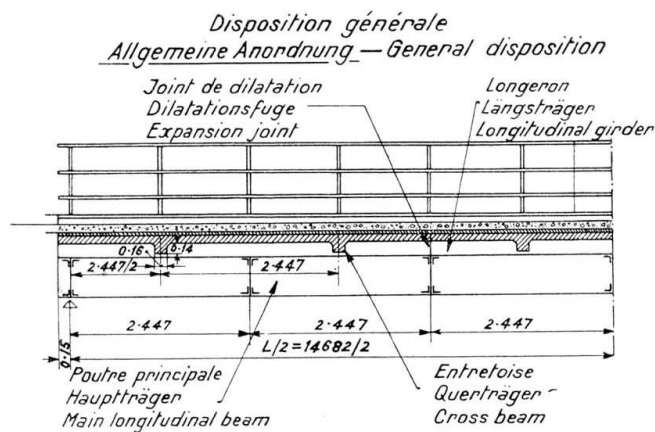 Disposition générale
Allgemeine Anordnung — General disposition
Joint de dilatation
Dilatationsfuge
Expansion joint
Longeron
Längsträger
Longitudinal girder
0·16
0·14
2·447/2
2·447
2·447
2·447
2·447
0·15
L/2=14682/2
Poutre principale
Hauptträger
Main longitudinal beam
Entretoise
Querträger
Cross beam